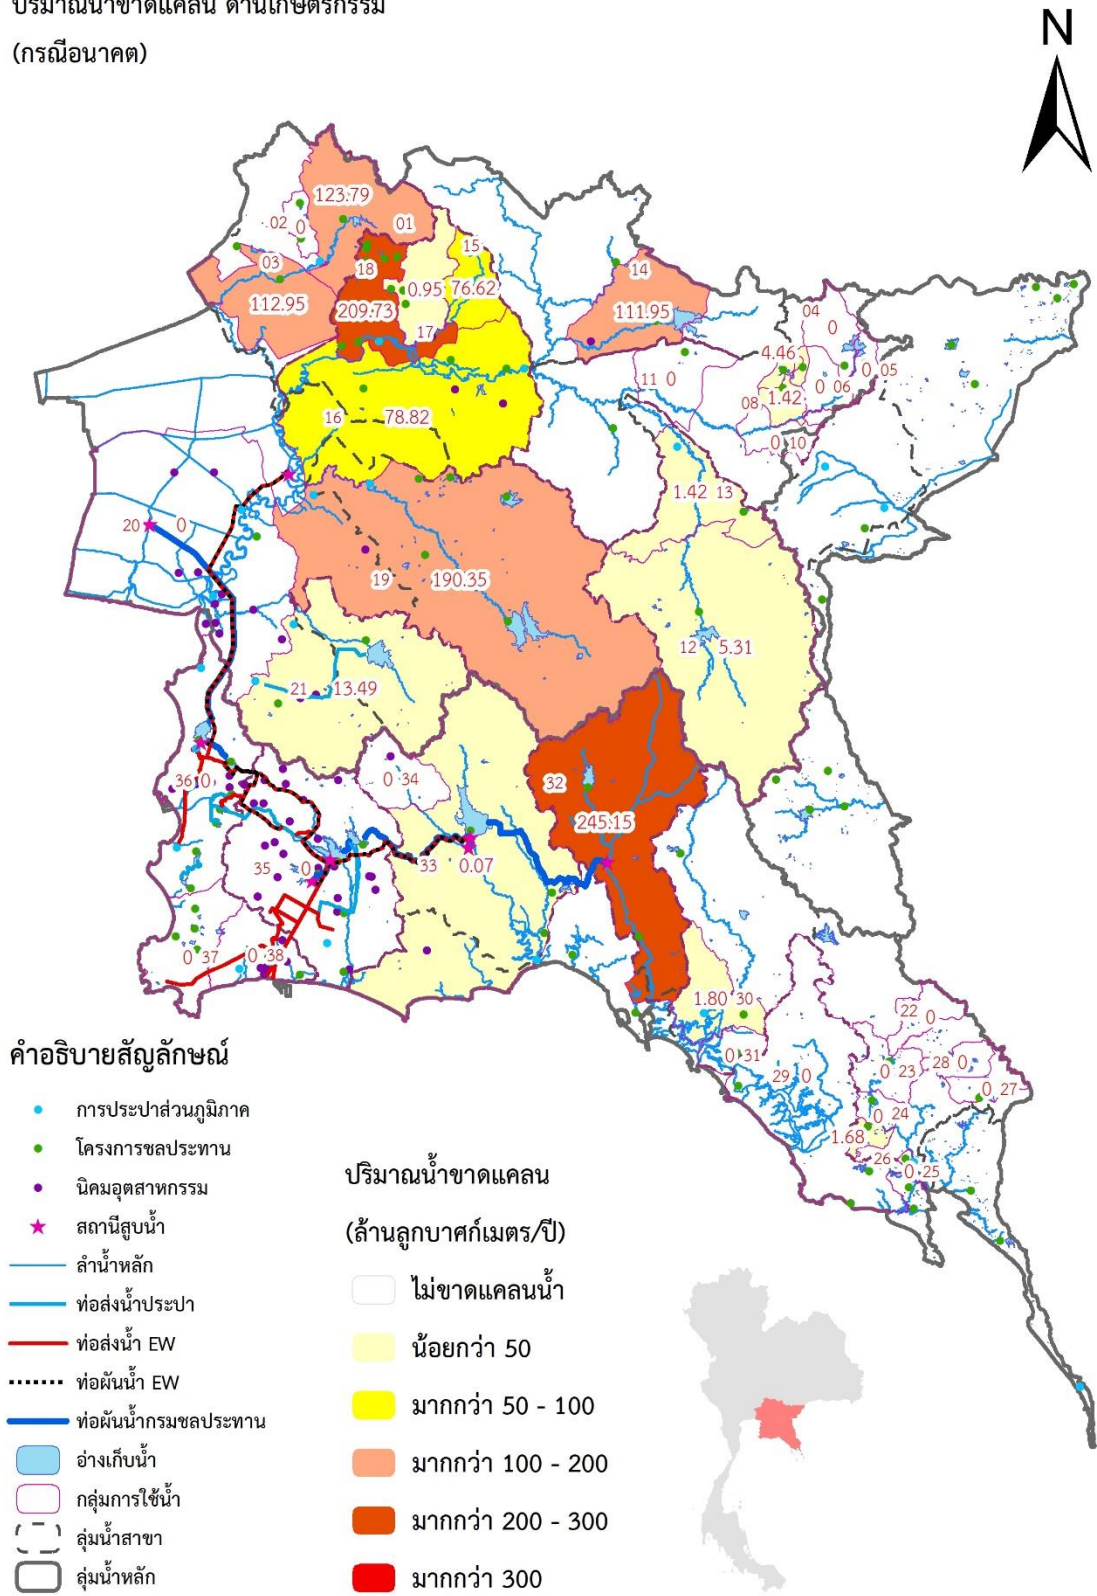 ปริมาณน้ำขาดแคลน ด้านเกษตรกรรม
(กรณีอนาคต)
N
123.79
02 0
01
03
18
15
14
112.95
0.95
76.62
209.73
17
111.95
04
0
4.46
0 05
11 0
0 06
08
1.42
16
78.82
0 10
1.42 13
20 0
19
190.35
12
5.31
21
13.49
36 0
0 34
32
245.15
35 0
33
0.07
0 37
0 38
1.80 30
22 0
0 31
29 0
0 23
28 0
0 27
0 24
1.68
26
0 25
คำอธิบายสัญลักษณ์
การประปาส่วนภูมิภาค
โครงการชลประทาน
นิคมอุตสาหกรรม
สถานีสูบน้ำ
ลำน้ำหลัก
ท่อส่งน้ำประปา
ท่อส่งน้ำ EW
ท่อผันน้ำ EW
ท่อผันน้ำกรมชลประทาน
อ่างเก็บน้ำ
กลุ่มการใช้น้ำ
ลุ่มน้ำสาขา
ลุ่มน้ำหลัก
ปริมาณน้ำขาดแคลน
(ล้านลูกบาศก์เมตร/ปี)
ไม่ขาดแคลนน้ำ
น้อยกว่า 50
มากกว่า 50 - 100
มากกว่า 100 - 200
มากกว่า 200 - 300
มากกว่า 300